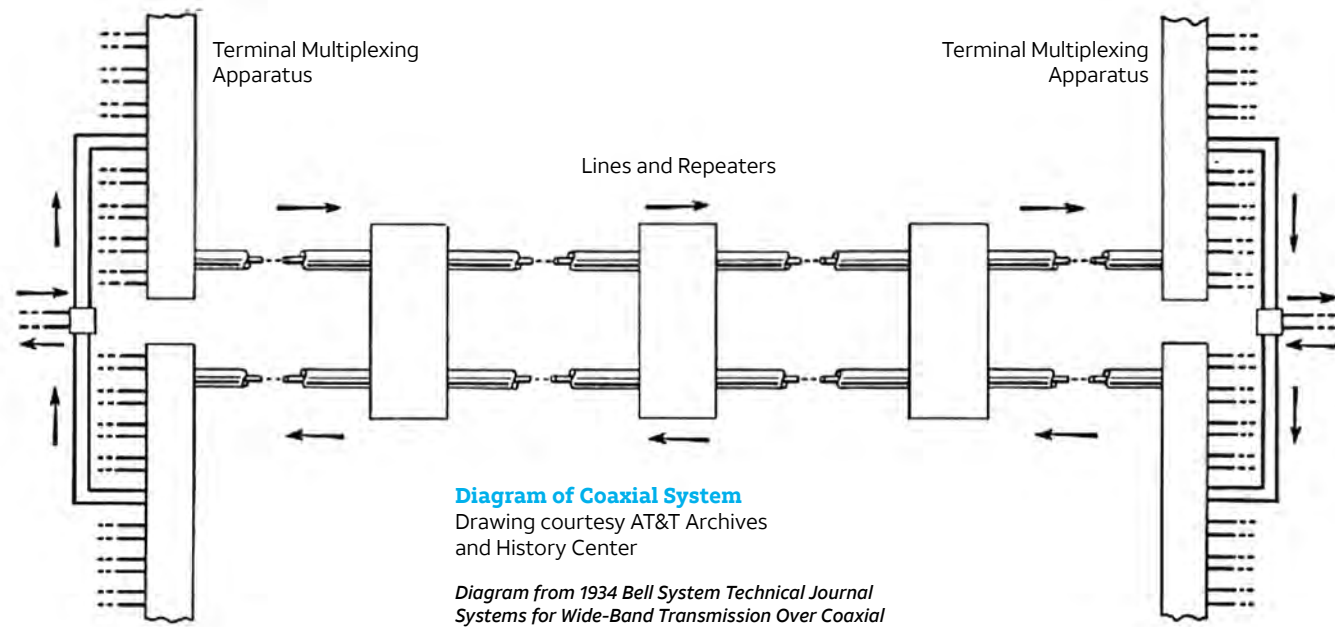 Terminal Multiplexing
Apparatus
Terminal Multiplexing
Apparatus
Lines and Repeaters
Diagram of Coaxial System
Drawing courtesy AT&T Archives
and History Center
Diagram from 1934 Bell System Technical Journal
Systems for Wide-Band Transmission Over Coaxial